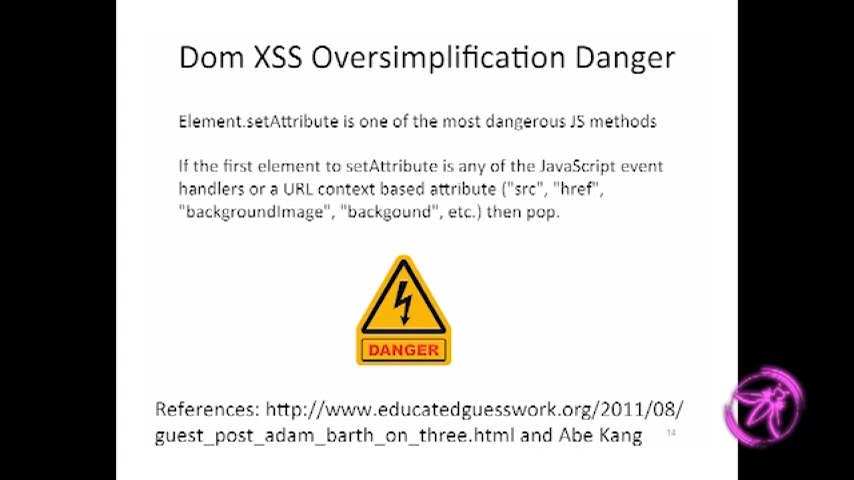 Dom XSS Oversimplification Danger
Element.setAttribute is one of the most dangerous JS methods
If the first element to setAttribute is any of the JavaScript event
handlers or a URL context based attribute ("src", "href",
"backgroundImage", "backgound", etc.) then pop.
DANGER
References: http://www.educatedguesswork.org/2011/08/
guest_post_adam_barth_on_three.html and Abe Kang
14